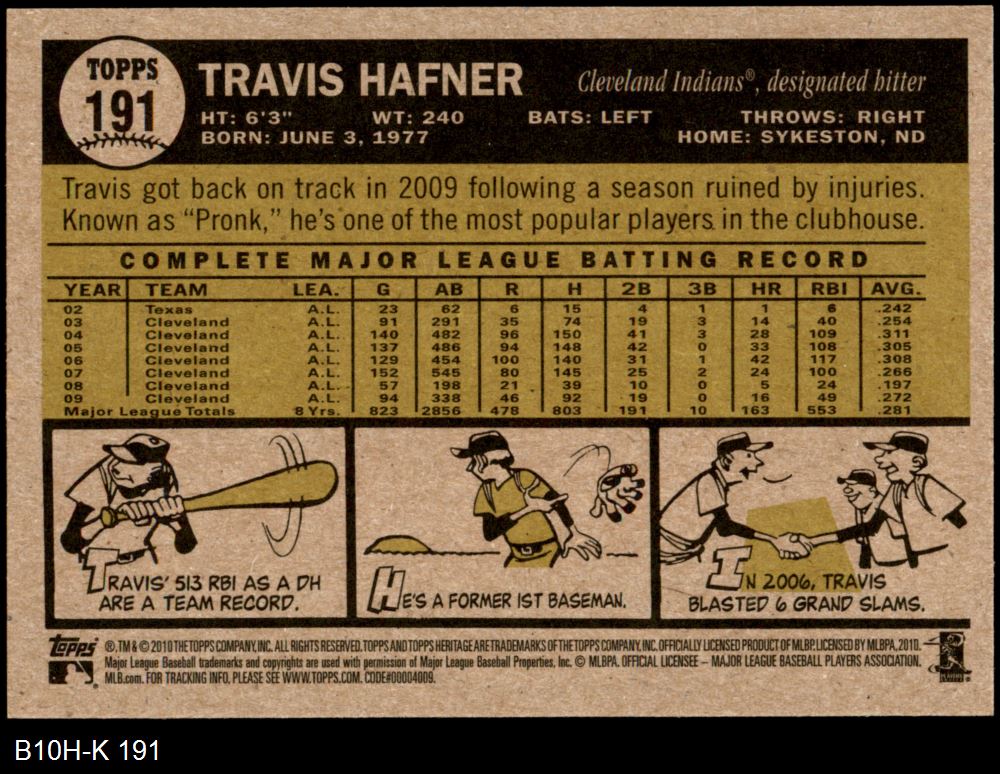 TOPPS
191
TRAVIS HAFNER
Cleveland Indians®, designated hitter
HT: 6'3" WT: 240 BATS: LEFT THROWS: RIGHT
BORN: JUNE 3, 1977 HOME: SYKESTON, ND
Travis got back on track in 2009 following a season ruined by injuries.
Known as “Pronk,” he's one of the most popular players in the clubhouse.
COMPLETE MAJOR LEAGUE BATTING RECORD
YEAR TEAM LEA. G AB R H 2B 3B HR RBI AVG.
02 Texas A.L. 23 62 6 15 4 1 1 6 .242
03 Cleveland A.L. 91 291 35 74 19 3 14 40 .254
04 Cleveland A.L. 140 482 96 150 41 3 28 109 .311
05 Cleveland A.L. 137 486 94 148 42 0 33 108 .305
06 Cleveland A.L. 129 454 100 140 31 1 42 117 .308
07 Cleveland A.L. 152 545 80 145 25 2 24 100 .266
08 Cleveland A.L. 57 198 21 39 10 0 5 24 .197
09 Cleveland A.L. 94 338 46 92 19 0 16 49 .272
Major League Totals 8 Yrs. 823 2856 478 803 191 10 163 553 .281
TRAVIS' 513 RBI AS A DH
ARE A TEAM RECORD.
HE'S A FORMER 1ST BASEMAN.
IN 2006, TRAVIS
BLASTED 6 GRAND SLAMS.
Topps ®, TM & © 2010 THE TOPPS COMPANY, INC. ALL RIGHTS RESERVED. TOPPS AND TOPPS HERITAGE ARE TRADEMARKS OF THE TOPPS COMPANY, INC. OFFICIALLY LICENSED PRODUCT OF MLBP. LICENSED BY MLBPA, 2010.
Major League Baseball trademarks and copyrights are used with permission of Major League Baseball Properties, Inc. © MLBPA. OFFICIAL LICENSEE – MAJOR LEAGUE BASEBALL PLAYERS ASSOCIATION.
MLB.com. FOR TRACKING INFO, PLEASE SEE WWW.TOPPS.COM. CODE#00004009.
B10H-K 191